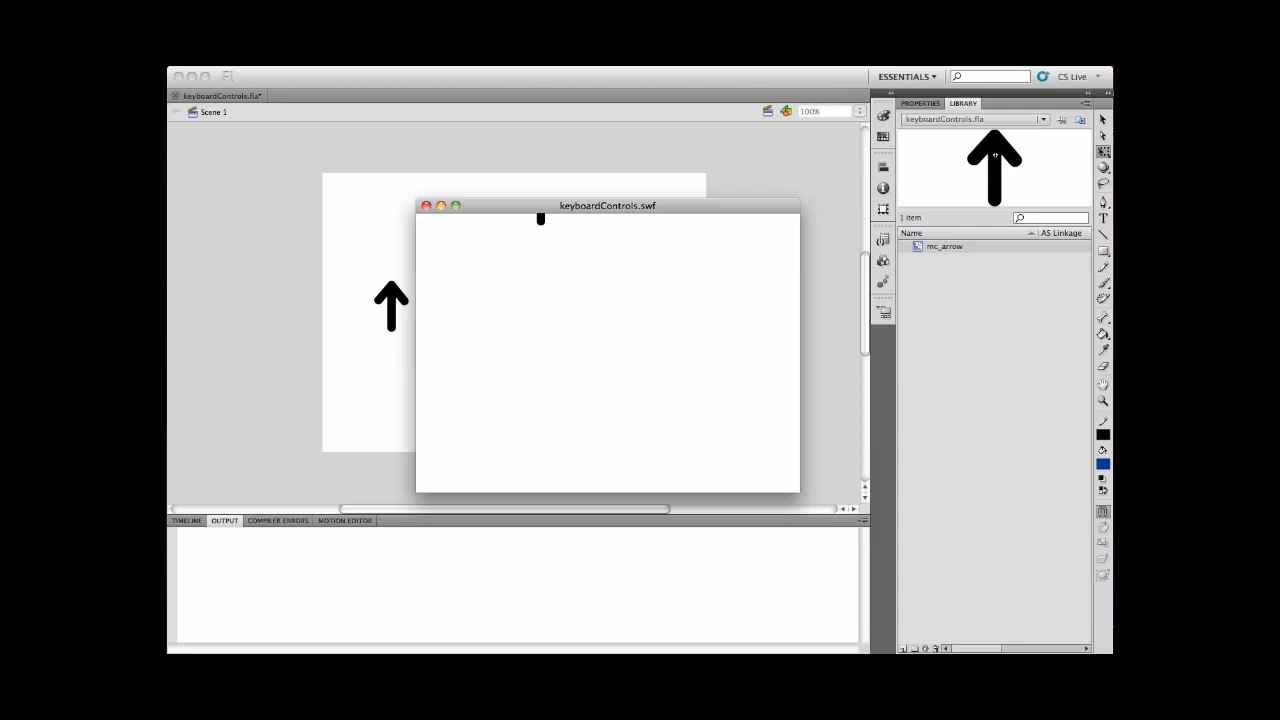 Fl
ESSENTIALS
CS Live
keyboardControls.fla*
Scene 1
100%
PROPERTIES
LIBRARY
keyboardControls.fla
1 item
Name
AS Linkage
mc_arrow
keyboardControls.swf
TIMELINE
OUTPUT
COMPILER ERRORS
MOTION EDITOR
T